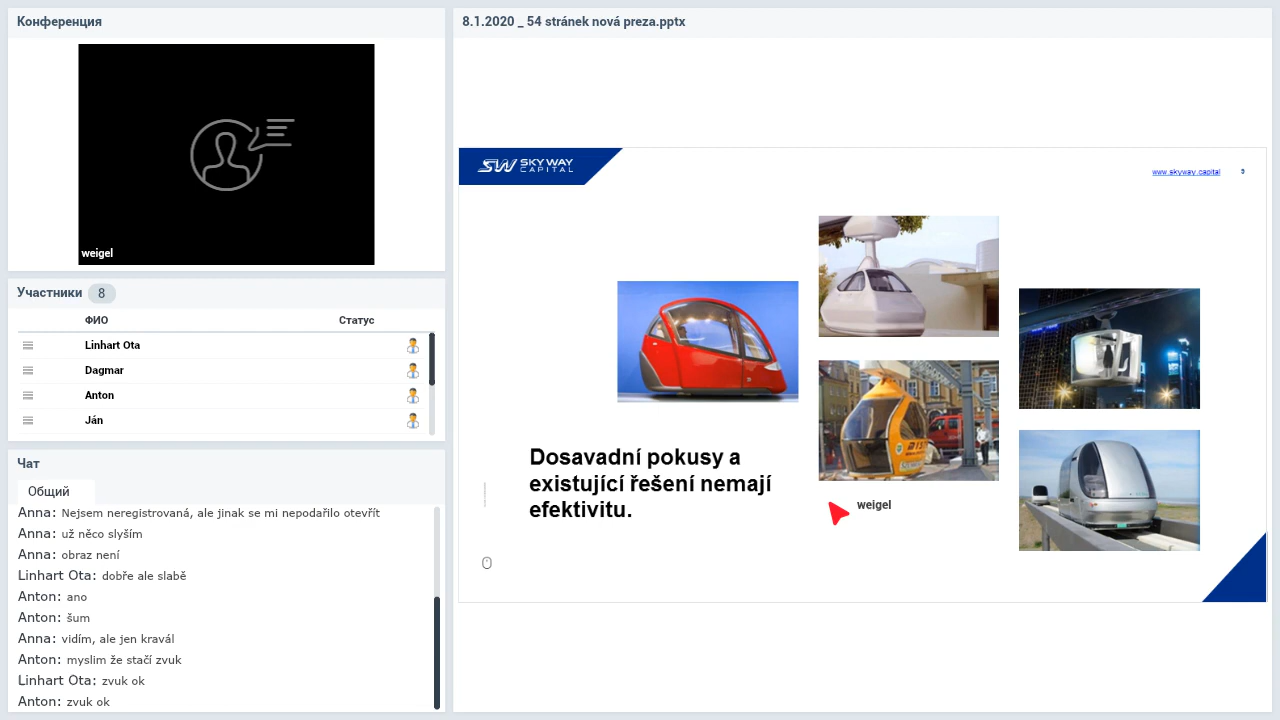 Конференция
weigel
Участники 8
ФИО Статус
Linhart Ota
Dagmar
Anton
Ján
Чат
Общий
Anna: Nejsem neregistrovaná, ale jinak se mi nepodařilo otevřít
Anna: už něco slyším
Anna: obraz není
Linhart Ota: dobře ale slabě
Anton: ano
Anton: šum
Anna: vidím, ale jen kravál
Anton: myslim že stačí zvuk
Linhart Ota: zvuk ok
Anton: zvuk ok
8.1.2020 _ 54 stránek nová preza.pptx
SW SKY WAY
CAPITAL
www.skyway.capital 9
Dosavadní pokusy a
existující řešení nemají
efektivitu.
weigel